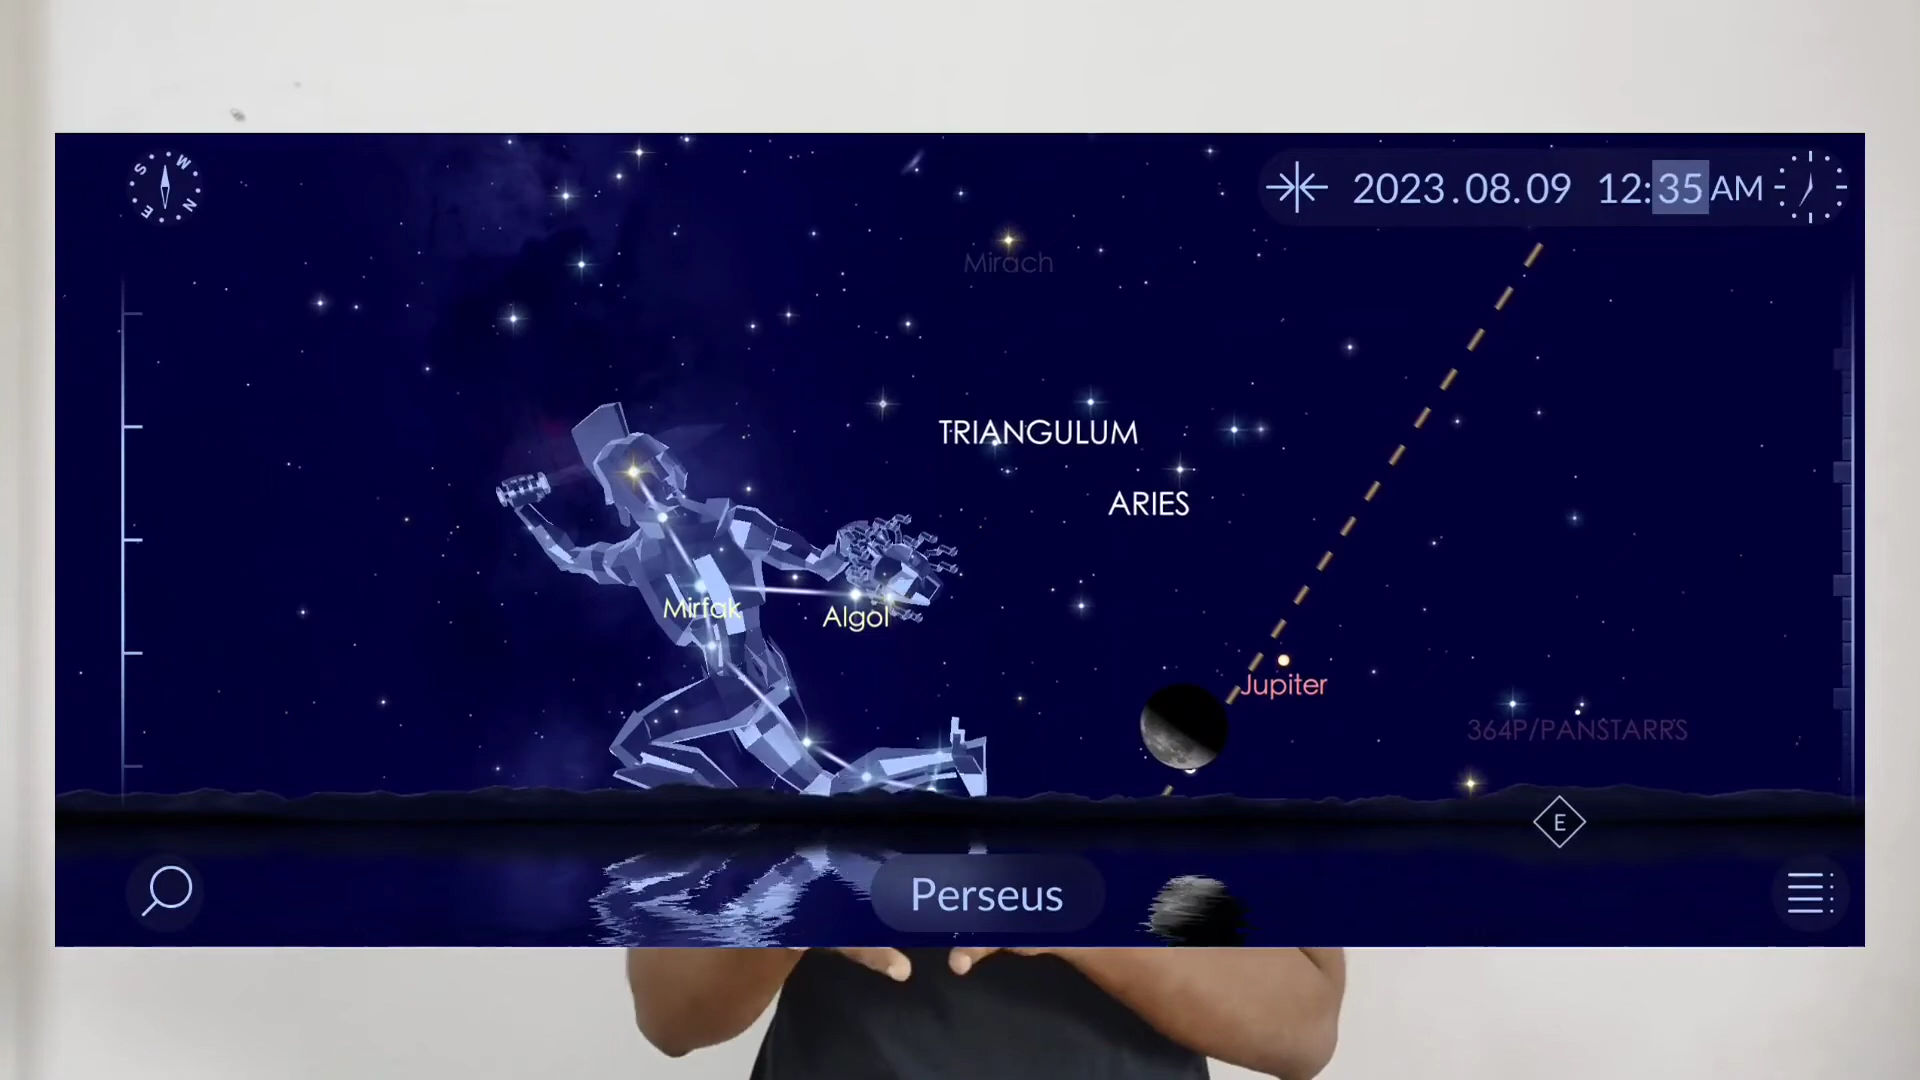 S W
E N
2023.08.09 12:35 AM
Mirach
TRIANGULUM
ARIES
Mirfak
Algol
Jupiter
364P/PANSTARRS
E
Perseus